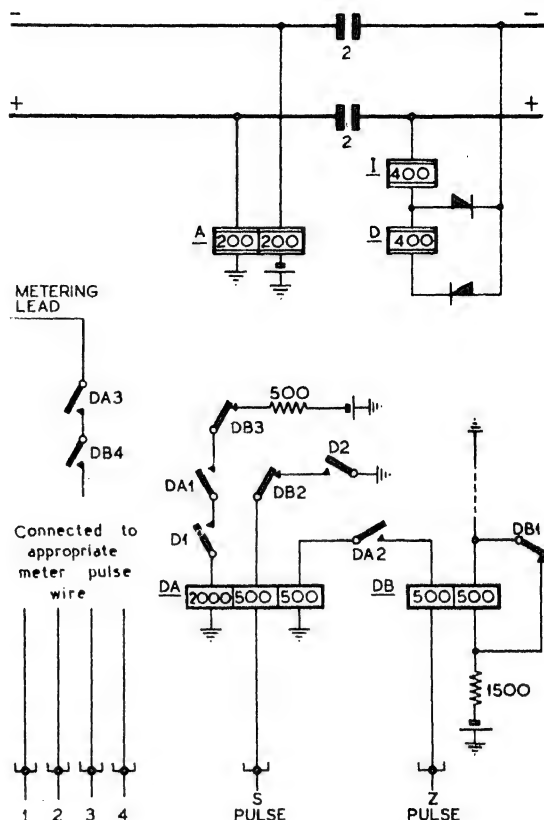 − −
2
+ +
2
I
400
A
200 200
D
400
METERING
LEAD
500
DA3
DB3
D2
DB4
DA1
DB2
DB1
Connected to
appropriate
meter pulse
wire
D1
DA2
DA
2000 500 500
DB
500 500
1500
1 2 3 4
S
PULSE
Z
PULSE